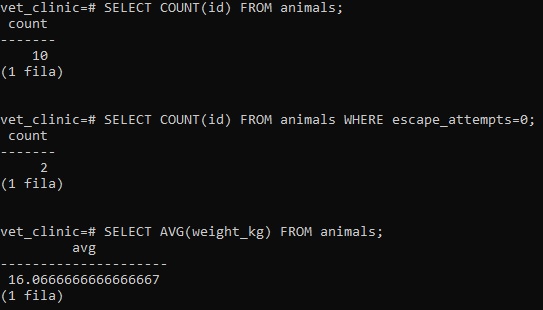 vet_clinic=# SELECT COUNT(id) FROM animals;
count
-------
10
(1 fila)
vet_clinic=# SELECT COUNT(id) FROM animals WHERE escape_attempts=0;
count
-------
2
(1 fila)
vet_clinic=# SELECT AVG(weight_kg) FROM animals;
avg
---------------------
16.0666666666666667
(1 fila)